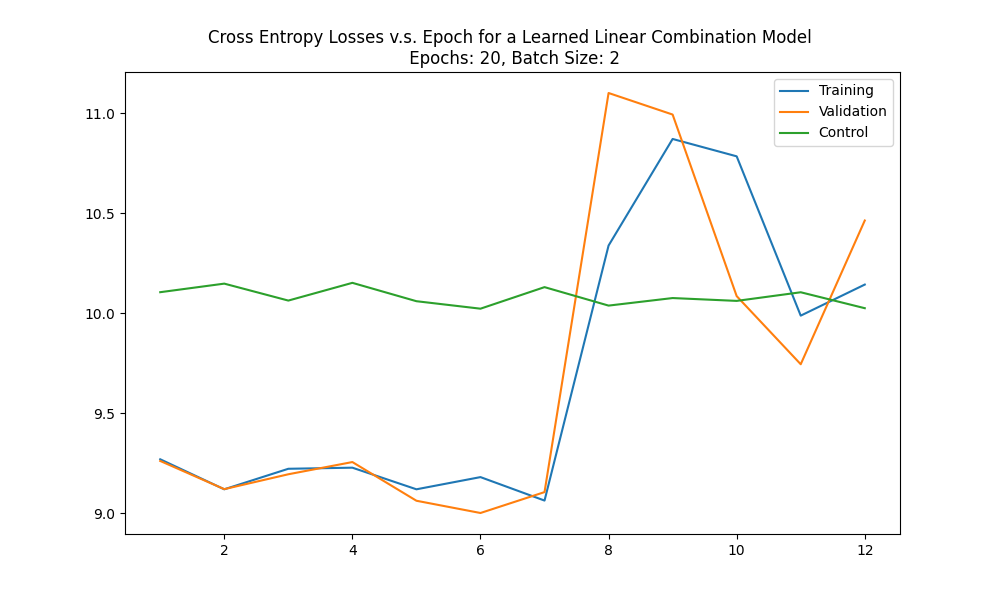 Cross Entropy Losses v.s. Epoch for a Learned Linear Combination Model
Epochs: 20, Batch Size: 2
Training
Validation
Control
11.0
10.5
10.0
9.5
9.0
2 4 6 8 10 12